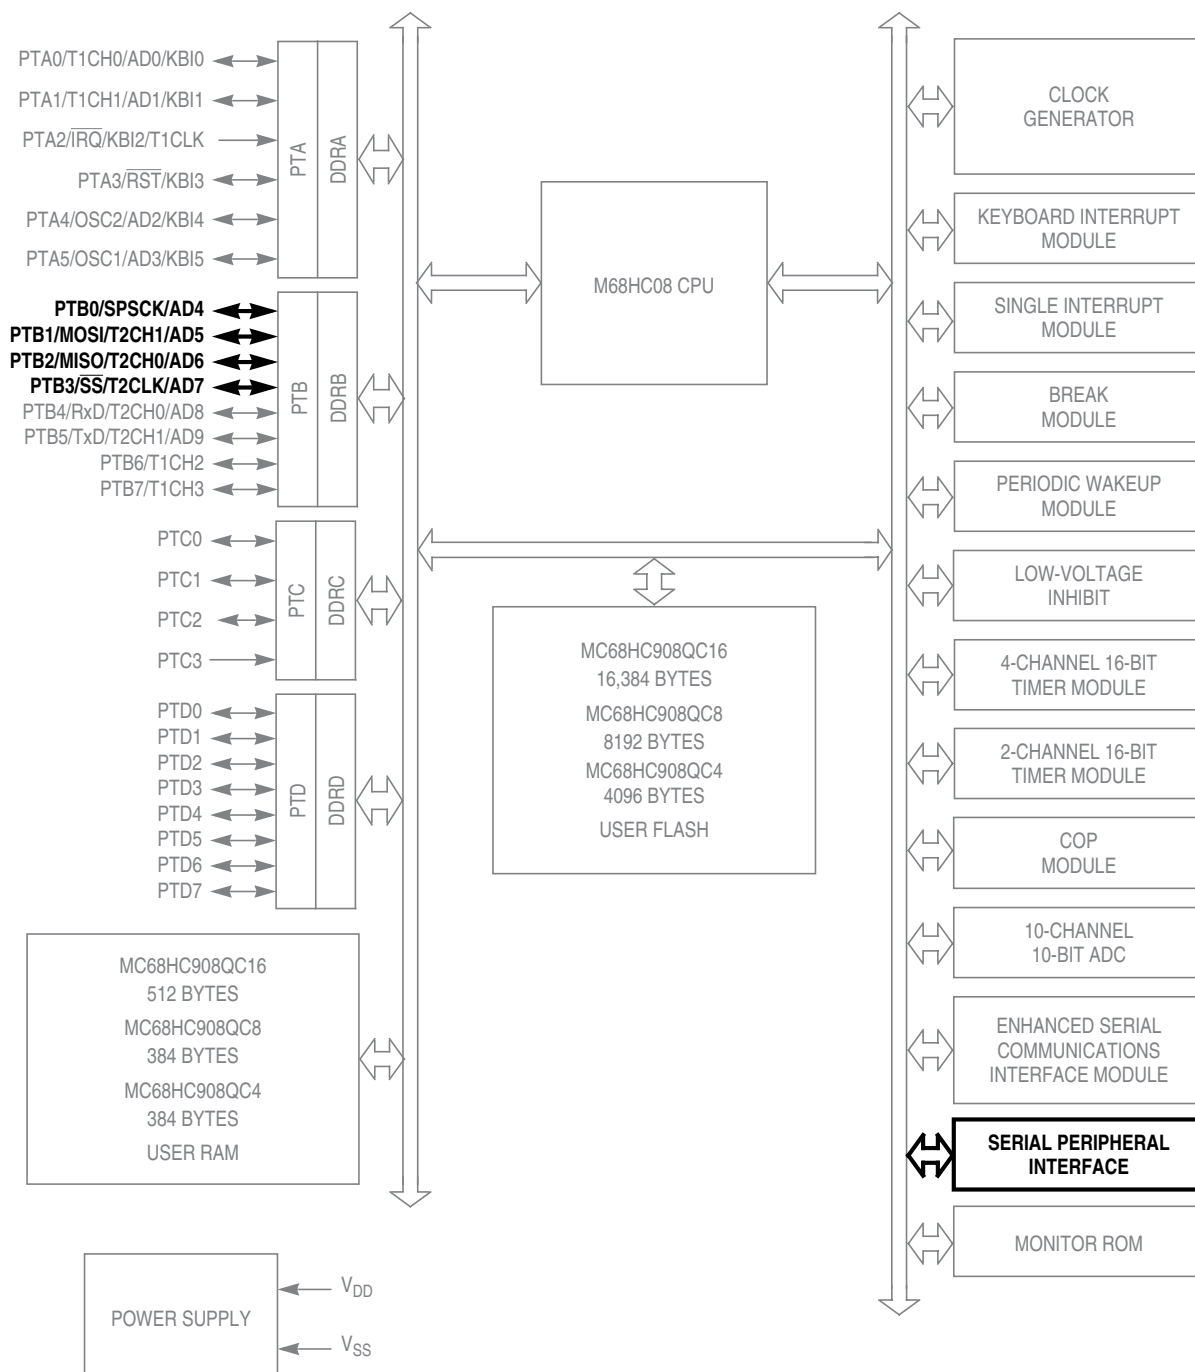 PTA0/T1CH0/AD0/KBI0
PTA1/T1CH1/AD1/KBI1
PTA2/I̅R̅Q̅/KBI2/T1CLK
PTA3/R̅S̅T̅/KBI3
PTA4/OSC2/AD2/KBI4
PTA5/OSC1/AD3/KBI5
PTA
DDRA
PTB0/SPSCK/AD4
PTB1/MOSI/T2CH1/AD5
PTB2/MISO/T2CH0/AD6
PTB3/S̅S̅/T2CLK/AD7
PTB4/RxD/T2CH0/AD8
PTB5/TxD/T2CH1/AD9
PTB6/T1CH2
PTB7/T1CH3
PTB
DDRB
PTC0
PTC1
PTC2
PTC3
PTC
DDRC
PTD0
PTD1
PTD2
PTD3
PTD4
PTD5
PTD6
PTD7
PTD
DDRD
MC68HC908QC16
512 BYTES
MC68HC908QC8
384 BYTES
MC68HC908QC4
384 BYTES
USER RAM
POWER SUPPLY
V_DD
V_SS
M68HC08 CPU
MC68HC908QC16
16,384 BYTES
MC68HC908QC8
8192 BYTES
MC68HC908QC4
4096 BYTES
USER FLASH
CLOCK
GENERATOR
KEYBOARD INTERRUPT
MODULE
SINGLE INTERRUPT
MODULE
BREAK
MODULE
PERIODIC WAKEUP
MODULE
LOW-VOLTAGE
INHIBIT
4-CHANNEL 16-BIT
TIMER MODULE
2-CHANNEL 16-BIT
TIMER MODULE
COP
MODULE
10-CHANNEL
10-BIT ADC
ENHANCED SERIAL
COMMUNICATIONS
INTERFACE MODULE
SERIAL PERIPHERAL
INTERFACE
MONITOR ROM